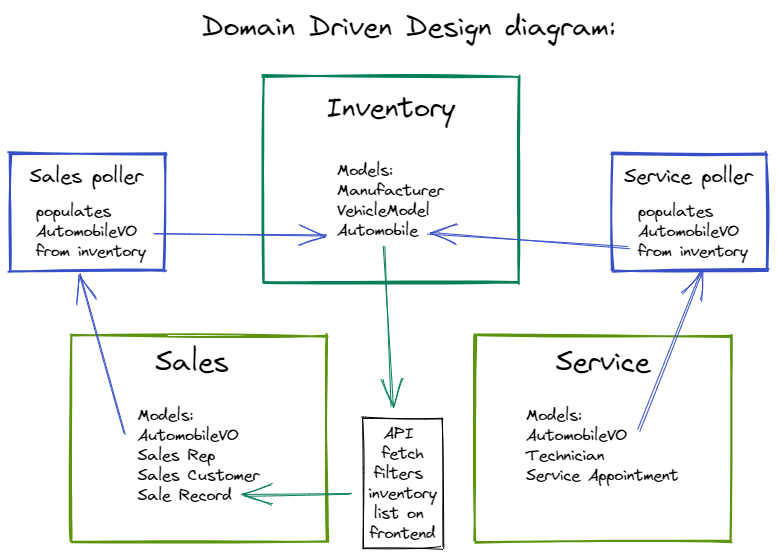 Domain Driven Design diagram:
Inventory
Models:
Manufacturer
VehicleModel
Automobile
Sales poller
populates
AutomobileVO
from inventory
Service poller
populates
AutomobileVO
from inventory
Sales
Models:
AutomobileVO
Sales Rep
Sales Customer
Sale Record
API
fetch
filters
inventory
list on
frontend
Service
Models:
AutomobileVO
Technician
Service Appointment